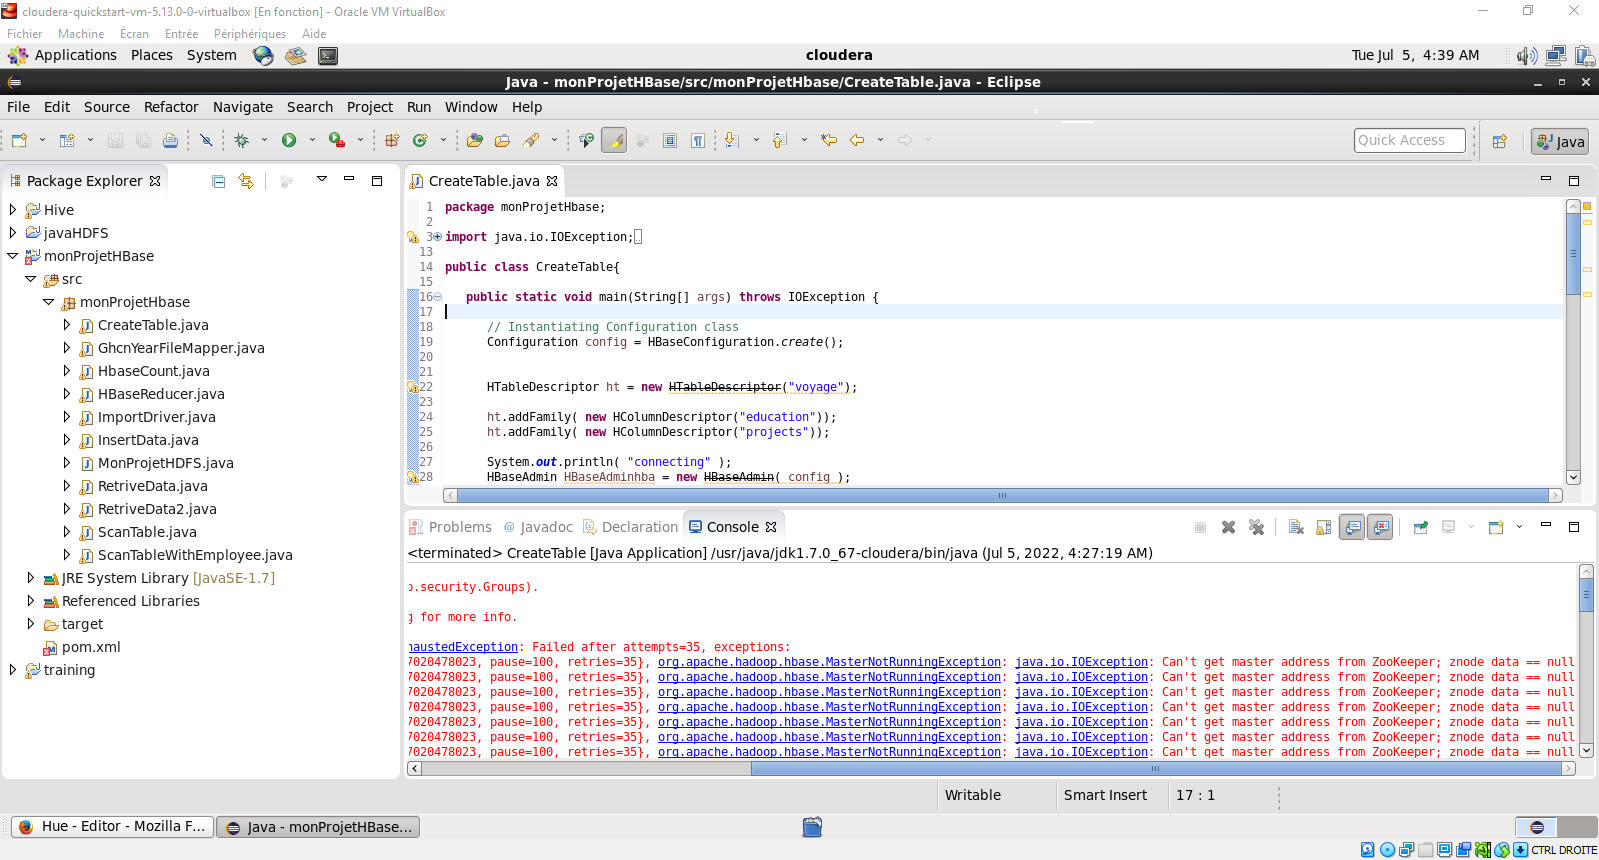 cloudera-quickstart-vm-5.13.0-0-virtualbox [En fonction] - Oracle VM VirtualBox
Fichier Machine Écran Entrée Périphériques Aide
Applications Places System cloudera Tue Jul 5, 4:39 AM
Java - monProjetHBase/src/monProjetHbase/CreateTable.java - Eclipse
File Edit Source Refactor Navigate Search Project Run Window Help
Quick Access Java
Package Explorer
Hive
javaHDFS
monProjetHBase
src
monProjetHbase
CreateTable.java
GhcnYearFileMapper.java
HbaseCount.java
HBaseReducer.java
ImportDriver.java
InsertData.java
MonProjetHDFS.java
RetriveData.java
RetriveData2.java
ScanTable.java
ScanTableWithEmployee.java
JRE System Library [JavaSE-1.7]
Referenced Libraries
target
pom.xml
training
CreateTable.java
1 package monProjetHbase;
2
3 import java.io.IOException;
13
14 public class CreateTable{
15
16 public static void main(String[] args) throws IOException {
17
18 // Instantiating Configuration class
19 Configuration config = HBaseConfiguration.create();
20
21
22 HTableDescriptor ht = new HTableDescriptor("voyage");
23
24 ht.addFamily( new HColumnDescriptor("education"));
25 ht.addFamily( new HColumnDescriptor("projects"));
26
27 System.out.println( "connecting" );
28 HBaseAdmin HBaseAdminhba = new HBaseAdmin( config );
Problems Javadoc Declaration Console
<terminated> CreateTable [Java Application] /usr/java/jdk1.7.0_67-cloudera/bin/java (Jul 5, 2022, 4:27:19 AM)
o.security.Groups).
g for more info.
haustedException: Failed after attempts=35, exceptions:
7020478023, pause=100, retries=35}, org.apache.hadoop.hbase.MasterNotRunningException: java.io.IOException: Can't get master address from ZooKeeper; znode data == null
7020478023, pause=100, retries=35}, org.apache.hadoop.hbase.MasterNotRunningException: java.io.IOException: Can't get master address from ZooKeeper; znode data == null
7020478023, pause=100, retries=35}, org.apache.hadoop.hbase.MasterNotRunningException: java.io.IOException: Can't get master address from ZooKeeper; znode data == null
7020478023, pause=100, retries=35}, org.apache.hadoop.hbase.MasterNotRunningException: java.io.IOException: Can't get master address from ZooKeeper; znode data == null
7020478023, pause=100, retries=35}, org.apache.hadoop.hbase.MasterNotRunningException: java.io.IOException: Can't get master address from ZooKeeper; znode data == null
7020478023, pause=100, retries=35}, org.apache.hadoop.hbase.MasterNotRunningException: java.io.IOException: Can't get master address from ZooKeeper; znode data == null
7020478023, pause=100, retries=35}, org.apache.hadoop.hbase.MasterNotRunningException: java.io.IOException: Can't get master address from ZooKeeper; znode data == null
Writable Smart Insert 17 : 1
Hue - Editor - Mozilla F... Java - monProjetHBase...
CTRL DROITE